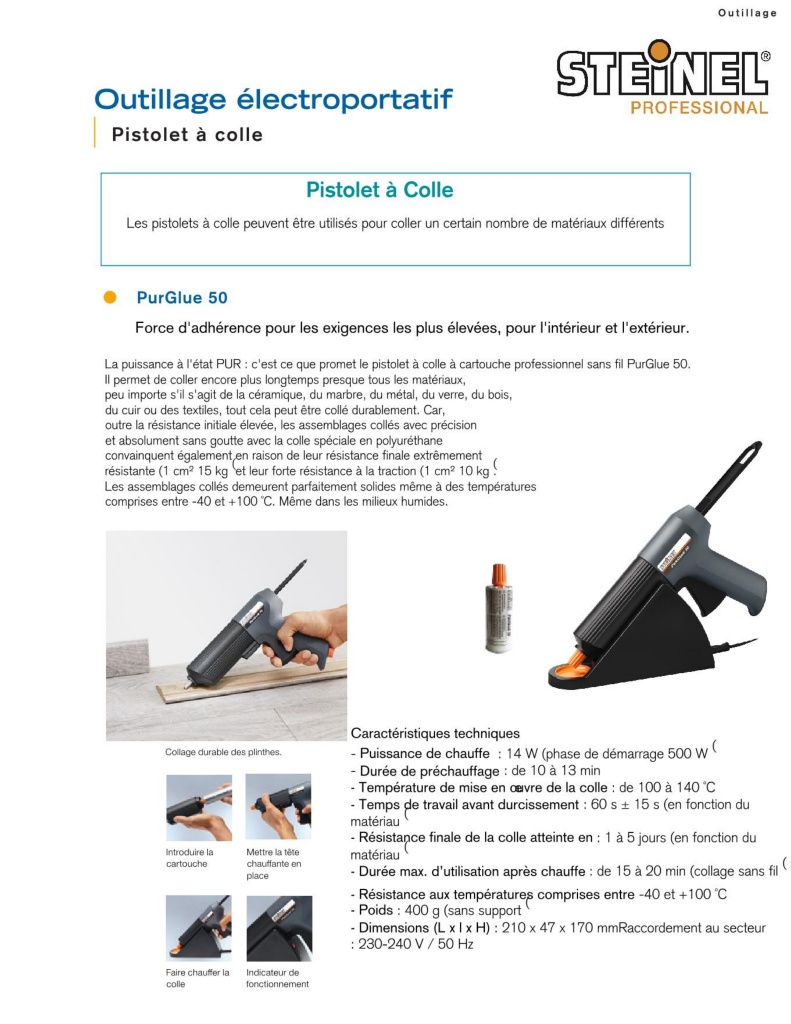 Outillage
STEINEL®
PROFESSIONAL
Outillage électroportatif
Pistolet à colle
Pistolet à Colle
Les pistolets à colle peuvent être utilisés pour coller un certain nombre de matériaux différents
PurGlue 50
Force d'adhérence pour les exigences les plus élevées, pour l'intérieur et l'extérieur.
La puissance à l'état PUR : c'est ce que promet le pistolet à colle à cartouche professionnel sans fil PurGlue 50.
Il permet de coller encore plus longtemps presque tous les matériaux,
peu importe s'il s'agit de la céramique, du marbre, du métal, du verre, du bois,
du cuir ou des textiles, tout cela peut être collé durablement. Car,
outre la résistance initiale élevée, les assemblages collés avec précision
et absolument sans goutte avec la colle spéciale en polyuréthane
convainquent également en raison de leur résistance finale extrêmement
résistante (1 cm² 15 kg ( et leur forte résistance à la traction (1 cm² 10 kg (.
Les assemblages collés demeurent parfaitement solides même à des températures
comprises entre -40 et +100 °C. Même dans les milieux humides.
Collage durable des plinthes.
Introduire la
cartouche
Mettre la tête
chauffante en
place
Faire chauffer la
colle
Indicateur de
fonctionnement
Caractéristiques techniques
- Puissance de chauffe : 14 W (phase de démarrage 500 W (
- Durée de préchauffage : de 10 à 13 min
- Température de mise en œuvre de la colle : de 100 à 140 °C
- Temps de travail avant durcissement : 60 s ± 15 s (en fonction du
matériau (
- Résistance finale de la colle atteinte en : 1 à 5 jours (en fonction du
matériau (
- Durée max. d'utilisation après chauffe : de 15 à 20 min (collage sans fil (
- Résistance aux températures comprises entre -40 et +100 °C
- Poids : 400 g (sans support (
- Dimensions (L x l x H) : 210 x 47 x 170 mmRaccordement au secteur
: 230-240 V / 50 Hz